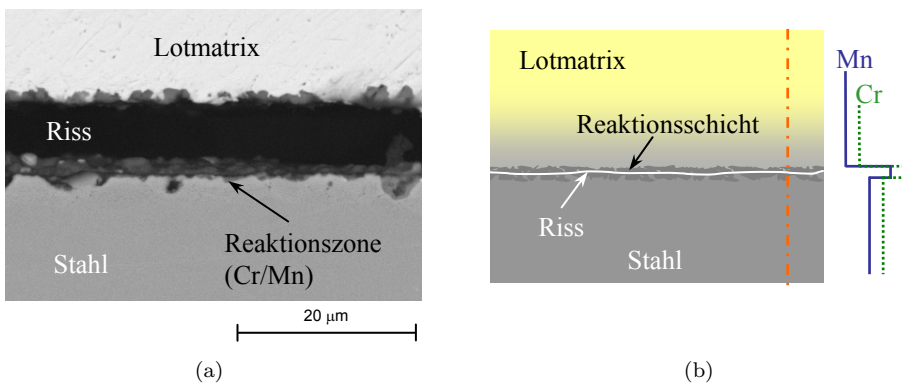 Lotmatrix
Riss
Reaktionszone
(Cr/Mn)
Stahl
20 μm
(a)
Lotmatrix
Reaktionsschicht
Riss
Stahl
Mn
Cr
(b)